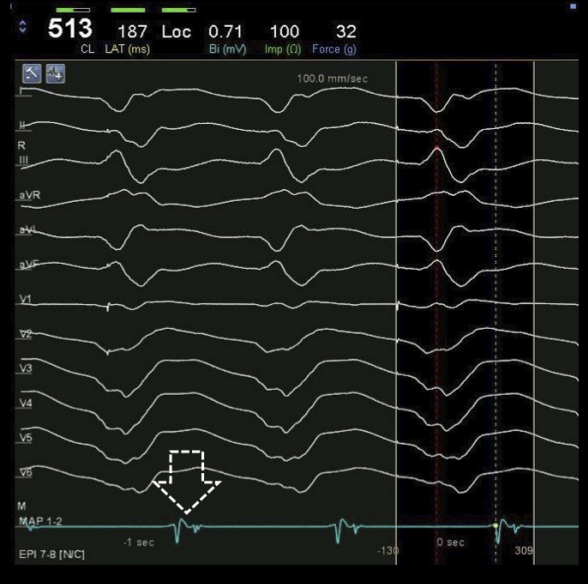 513 187 Loc 0.71 100 32
CL LAT (ms) Bi (mV) Imp (Ω) Force (g)
100.0 mm/sec
I
II
R
III
aVR
aVL
aVF
V1
V2
V3
V4
V5
V6
M
MAP 1-2
-1 sec -130 0 sec 309
EPI 7-8 [N/C]